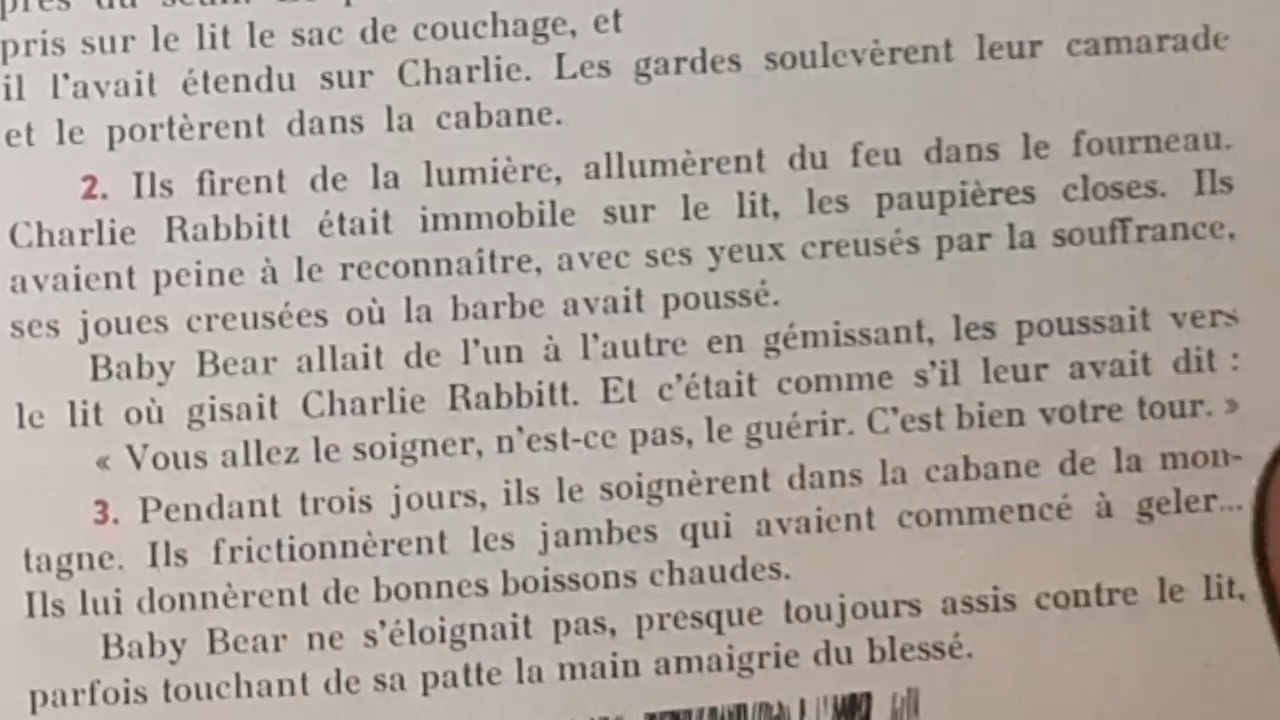 pris sur le lit le sac de couchage, et
il l'avait étendu sur Charlie. Les gardes soulevèrent leur camarade
et le portèrent dans la cabane.
2. Ils firent de la lumière, allumèrent du feu dans le fourneau.
Charlie Rabbitt était immobile sur le lit, les paupières closes. Ils
avaient peine à le reconnaître, avec ses yeux creusés par la souffrance,
ses joues creusées où la barbe avait poussé.
Baby Bear allait de l'un à l'autre en gémissant, les poussait vers
le lit où gisait Charlie Rabbitt. Et c'était comme s'il leur avait dit :
« Vous allez le soigner, n'est-ce pas, le guérir. C'est bien votre tour. »
3. Pendant trois jours, ils le soignèrent dans la cabane de la mon-
tagne. Ils frictionnèrent les jambes qui avaient commencé à geler...
Ils lui donnèrent de bonnes boissons chaudes.
Baby Bear ne s'éloignait pas, presque toujours assis contre le lit,
parfois touchant de sa patte la main amaigrie du blessé.